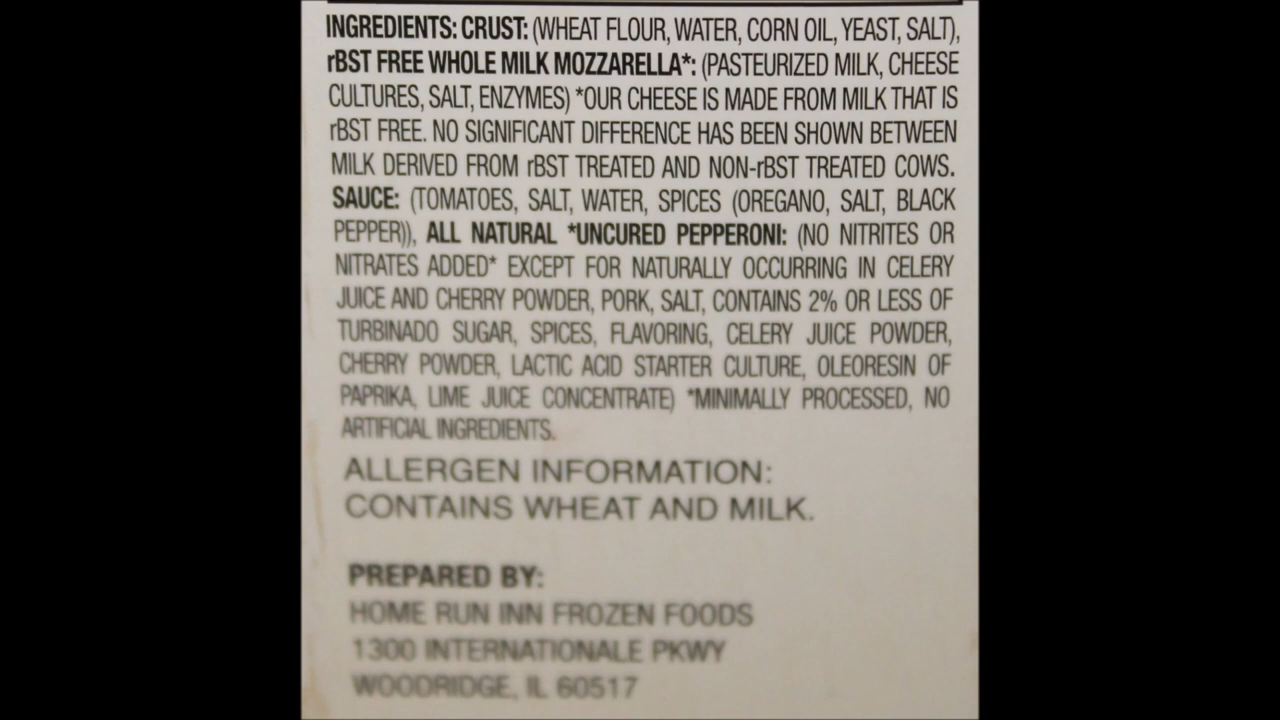 INGREDIENTS: CRUST: (WHEAT FLOUR, WATER, CORN OIL, YEAST, SALT),
rBST FREE WHOLE MILK MOZZARELLA*: (PASTEURIZED MILK, CHEESE
CULTURES, SALT, ENZYMES) *OUR CHEESE IS MADE FROM MILK THAT IS
rBST FREE. NO SIGNIFICANT DIFFERENCE HAS BEEN SHOWN BETWEEN
MILK DERIVED FROM rBST TREATED AND NON-rBST TREATED COWS.
SAUCE: (TOMATOES, SALT, WATER, SPICES (OREGANO, SALT, BLACK
PEPPER)), ALL NATURAL *UNCURED PEPPERONI: (NO NITRITES OR
NITRATES ADDED* EXCEPT FOR NATURALLY OCCURRING IN CELERY
JUICE AND CHERRY POWDER, PORK, SALT, CONTAINS 2% OR LESS OF
TURBINADO SUGAR, SPICES, FLAVORING, CELERY JUICE POWDER,
CHERRY POWDER, LACTIC ACID STARTER CULTURE, OLEORESIN OF
PAPRIKA, LIME JUICE CONCENTRATE) *MINIMALLY PROCESSED, NO
ARTIFICIAL INGREDIENTS.
ALLERGEN INFORMATION:
CONTAINS WHEAT AND MILK.
PREPARED BY:
HOME RUN INN FROZEN FOODS
1300 INTERNATIONALE PKWY
WOODRIDGE, IL 60517